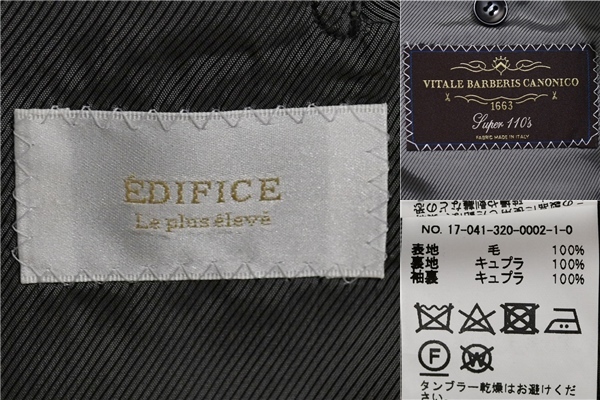 ÉDIFICE
Le plus élevé
VITALE BARBERIS CANONICO
1663
Super 110's
FABRIC MADE IN ITALY
NO. 17-041-320-0002-1-0
表地 毛 100%
裏地 キュプラ 100%
袖裏 キュプラ 100%
F W
タンブラー乾燥はお避けくださ